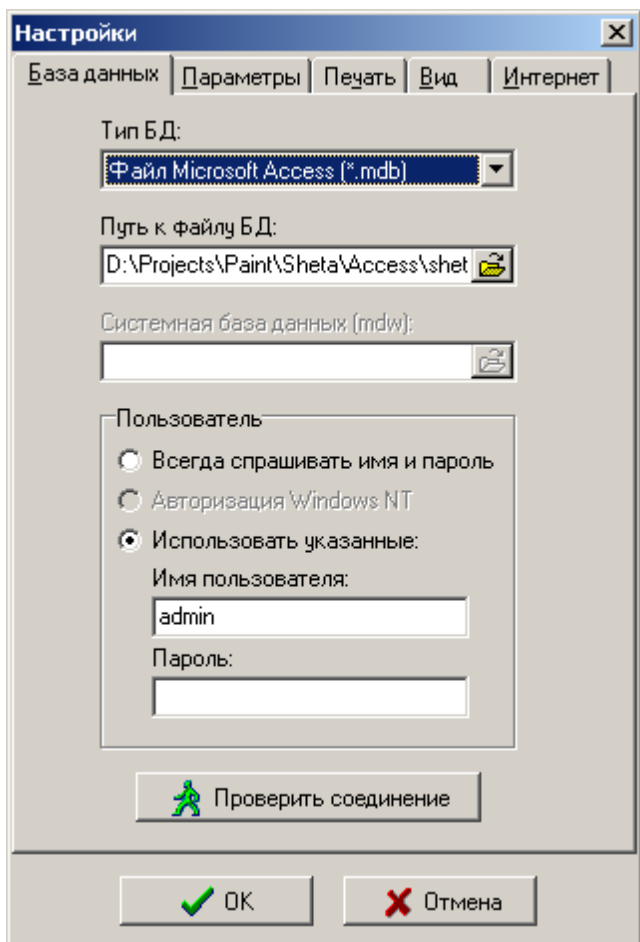 Настройки
База данных Параметры Печать Вид Интернет
Тип БД:
Файл Microsoft Access (*.mdb)
Путь к файлу БД:
D:\Projects\Paint\Sheta\Access\shet
Системная база данных (mdw):
Пользователь
Всегда спрашивать имя и пароль
Авторизация Windows NT
Использовать указанные:
Имя пользователя:
admin
Пароль:
Проверить соединение
OK Отмена